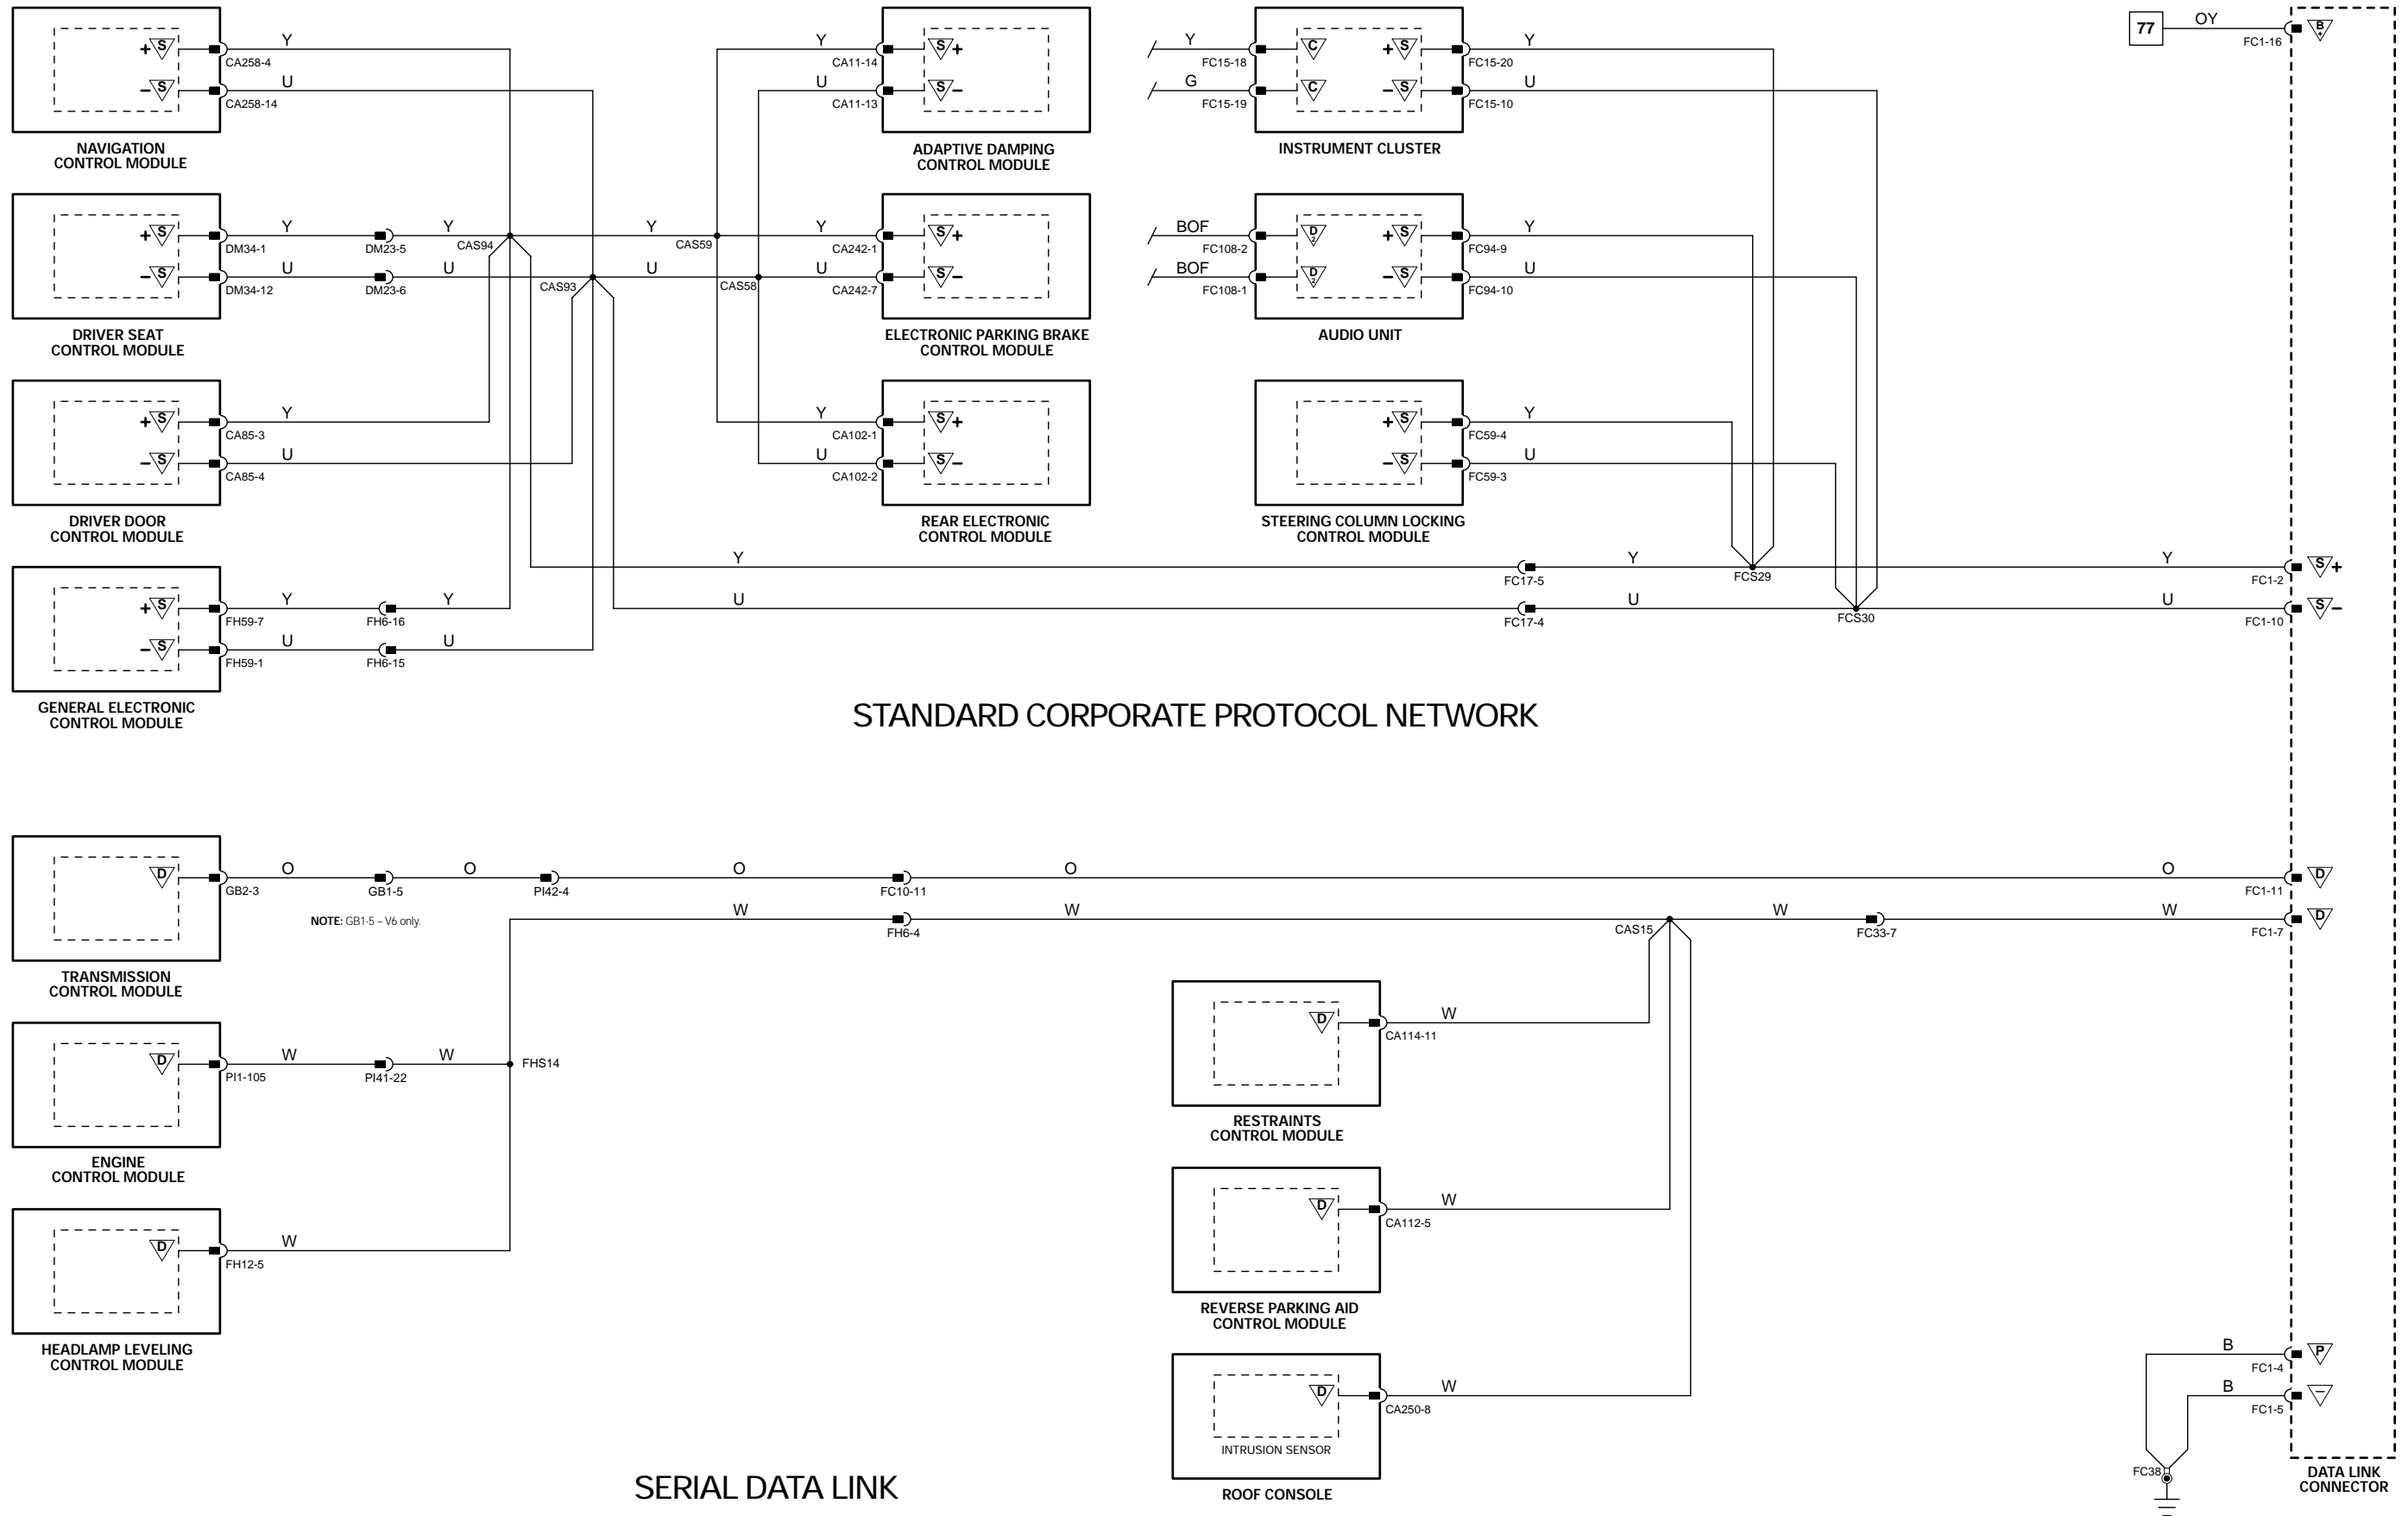 Y
CA258-4
U
CA258-14
+S
-S
NAVIGATION
CONTROL MODULE
Y
CA11-14
U
CA11-13
S+
S-
ADAPTIVE DAMPING
CONTROL MODULE
Y
FC15-18
G
FC15-19
C
C
+S
-S
Y
FC15-20
U
FC15-10
INSTRUMENT CLUSTER
77
OY
FC1-16
B+
+S
-S
Y
DM34-1
U
DM34-12
DM23-5
DM23-6
Y
U
CAS94
CAS93
DRIVER SEAT
CONTROL MODULE
Y
U
CAS59
CAS58
Y
CA242-1
U
CA242-7
S+
S-
ELECTRONIC PARKING BRAKE
CONTROL MODULE
BOF
FC108-2
BOF
FC108-1
D2
D2
+S
-S
Y
FC94-9
U
FC94-10
AUDIO UNIT
+S
-S
Y
CA85-3
U
CA85-4
DRIVER DOOR
CONTROL MODULE
Y
CA102-1
U
CA102-2
S+
S-
REAR ELECTRONIC
CONTROL MODULE
+S
-S
Y
FC59-4
U
FC59-3
STEERING COLUMN LOCKING
CONTROL MODULE
Y
FC17-5
Y
FCS29
Y
FC1-2
S+
U
FC17-4
U
FCS30
U
FC1-10
S-
+S
-S
Y
FH59-7
FH6-16
Y
U
FH59-1
FH6-15
U
GENERAL ELECTRONIC
CONTROL MODULE
STANDARD CORPORATE PROTOCOL NETWORK
D
GB2-3
O
GB1-5
O
PI42-4
O
FC10-11
O
O
FC1-11
D
NOTE: GB1-5 – V6 only.
TRANSMISSION
CONTROL MODULE
W
FH6-4
W
CAS15
W
FC33-7
W
FC1-7
D
D
PI1-105
W
PI41-22
W
FHS14
ENGINE
CONTROL MODULE
D
W
CA114-11
RESTRAINTS
CONTROL MODULE
D
W
FH12-5
HEADLAMP LEVELING
CONTROL MODULE
D
W
CA112-5
REVERSE PARKING AID
CONTROL MODULE
D
W
CA250-8
INTRUSION SENSOR
ROOF CONSOLE
B
FC1-4
P
B
FC1-5
–
FC38
DATA LINK
CONNECTOR
SERIAL DATA LINK